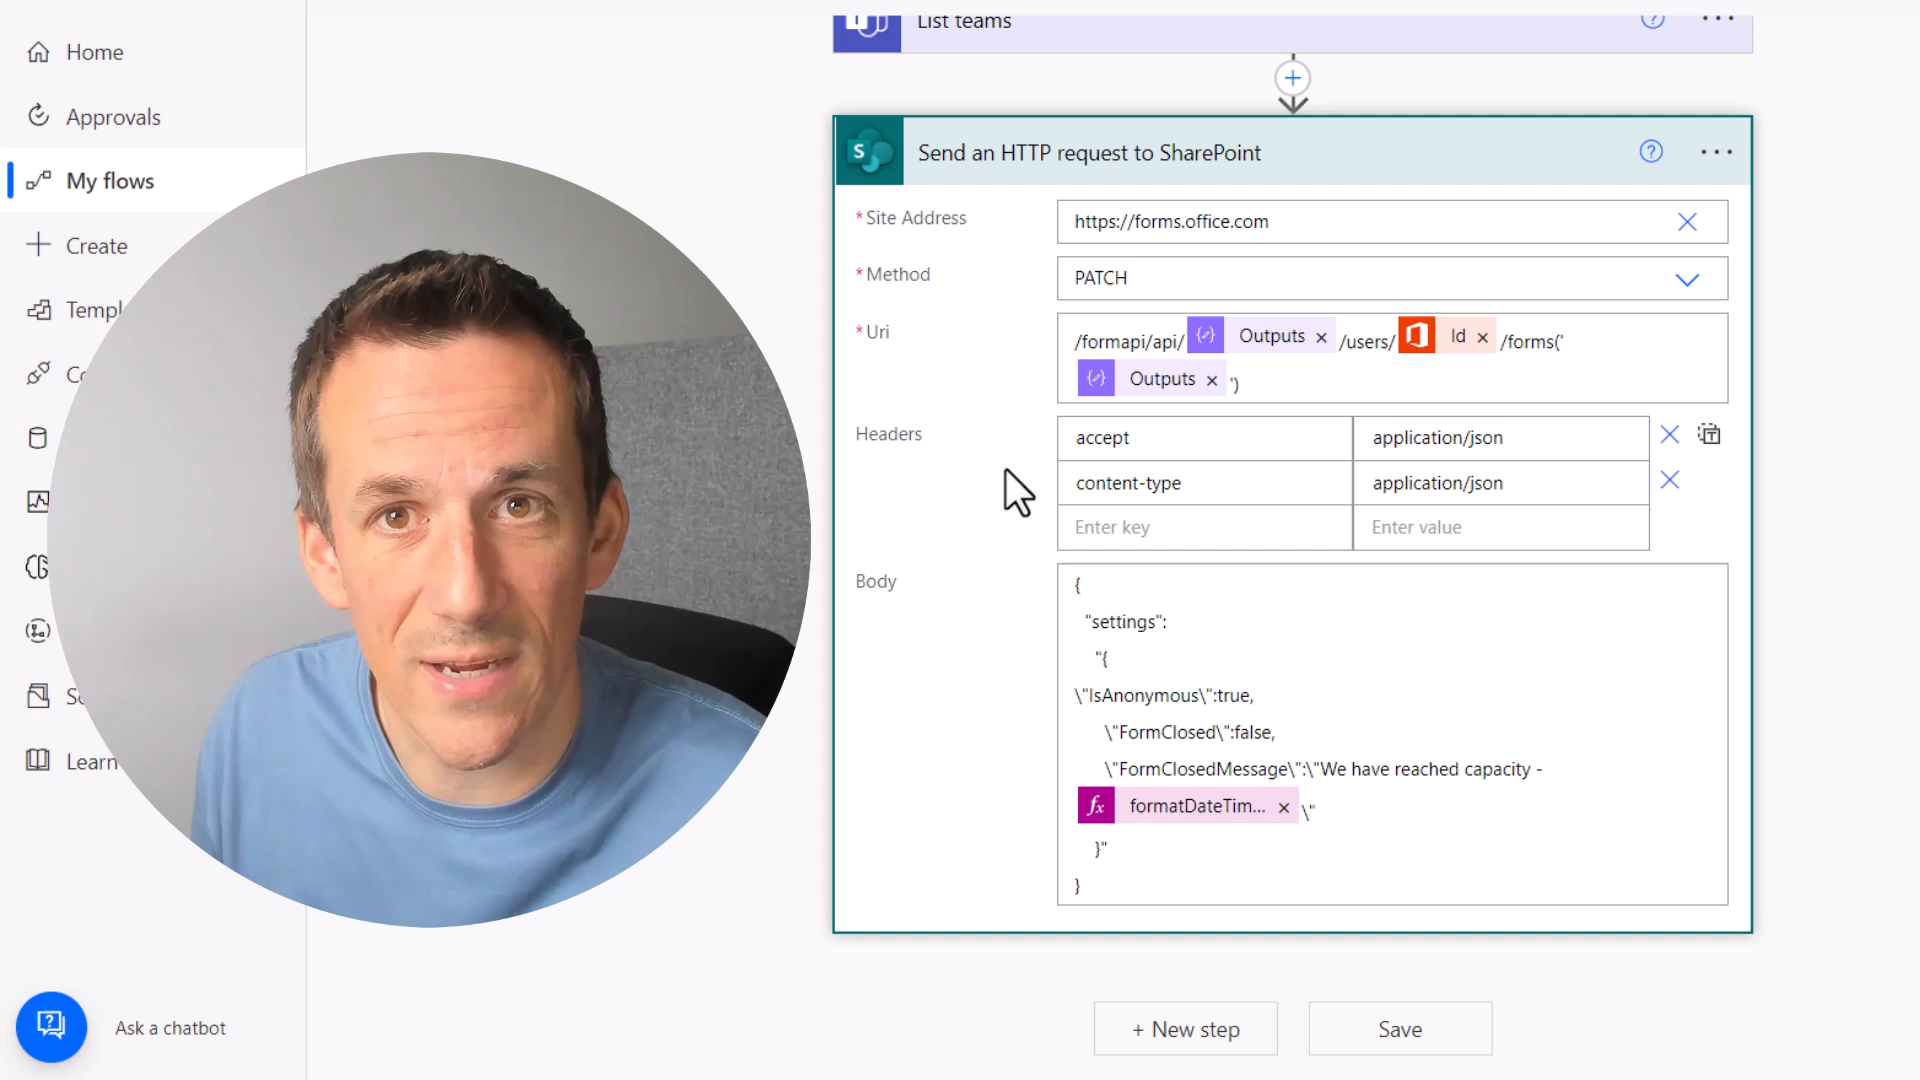 Home
Approvals
My flows
Create
Templ
Learn
Ask a chatbot
List teams
Send an HTTP request to SharePoint
* Site Address
https://forms.office.com
* Method
PATCH
* Uri
/formapi/api/ Outputs /users/ Id /forms('
Outputs ')
Headers
accept application/json
content-type application/json
Enter key Enter value
Body
{
"settings":
"{
\"IsAnonymous\":true,
\"FormClosed\":false,
\"FormClosedMessage\":\"We have reached capacity -
fx formatDateTim... \"
}"
}
+ New step
Save